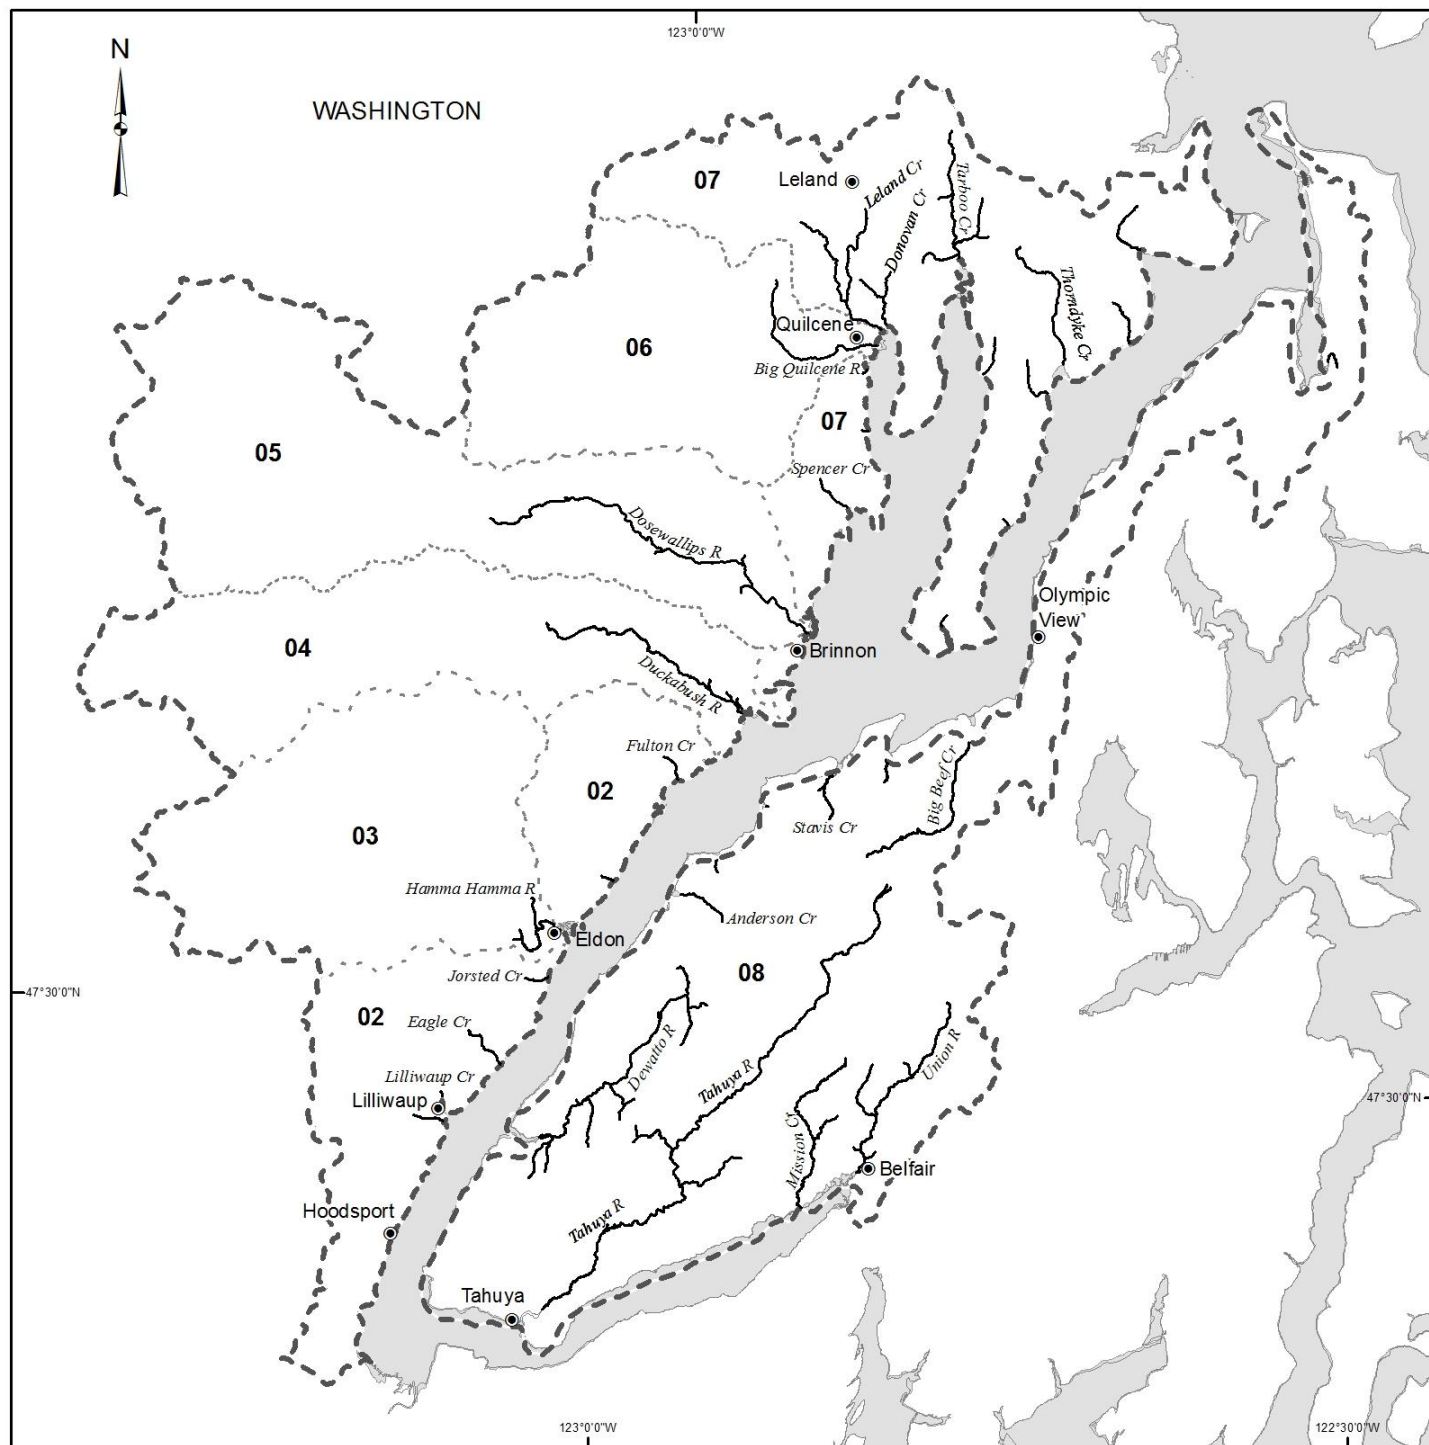 123°0'0"W
N
WASHINGTON
07
Leland
Leland Cr
Tarboo Cr
Donovan Cr
Thorndyke Cr
Quilcene
06
Big Quilcene R
07
05
Spencer Cr
Dosewallips R
Olympic
View
04
Brinnon
Duckabush R
Fulton Cr
02
Big Beef Cr
Stavis Cr
03
Hamma Hamma R
Anderson Cr
Eldon
08
Jorsted Cr
47°30'0"N
02
Eagle Cr
Dewatto R
Union R
Lilliwaup Cr
Tahuya R
47°30'0"N
Lilliwaup
Mission Cr
Belfair
Hoodsport
Tahuya R
Tahuya
123°0'0"W
122°30'0"W